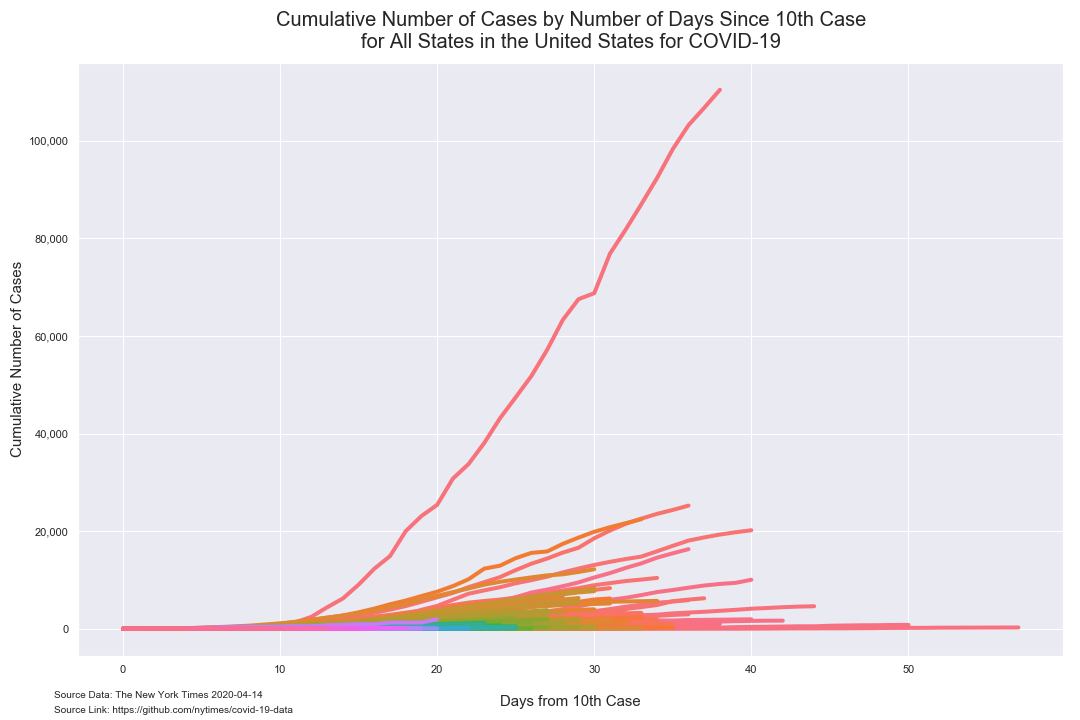 Cumulative Number of Cases by Number of Days Since 10th Case
for All States in the United States for COVID-19
Cumulative Number of Cases
100,000
80,000
60,000
40,000
20,000
0
0 10 20 30 40 50
Days from 10th Case
Source Data: The New York Times 2020-04-14
Source Link: https://github.com/nytimes/covid-19-data